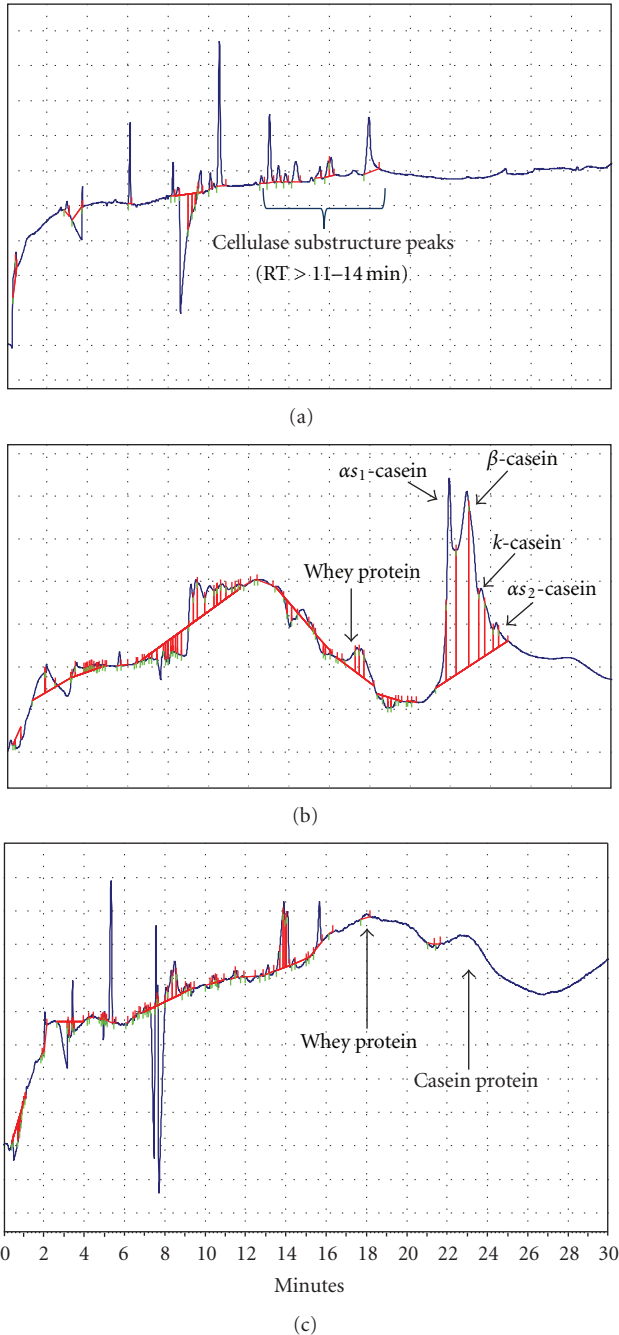 Cellulase substructure peaks
(RT > 11–14 min)
(a)
αs1-casein
β-casein
k-casein
αs2-casein
Whey protein
(b)
Whey protein
Casein protein
0 2 4 6 8 10 12 14 16 18 20 22 24 26 28 30
Minutes
(c)